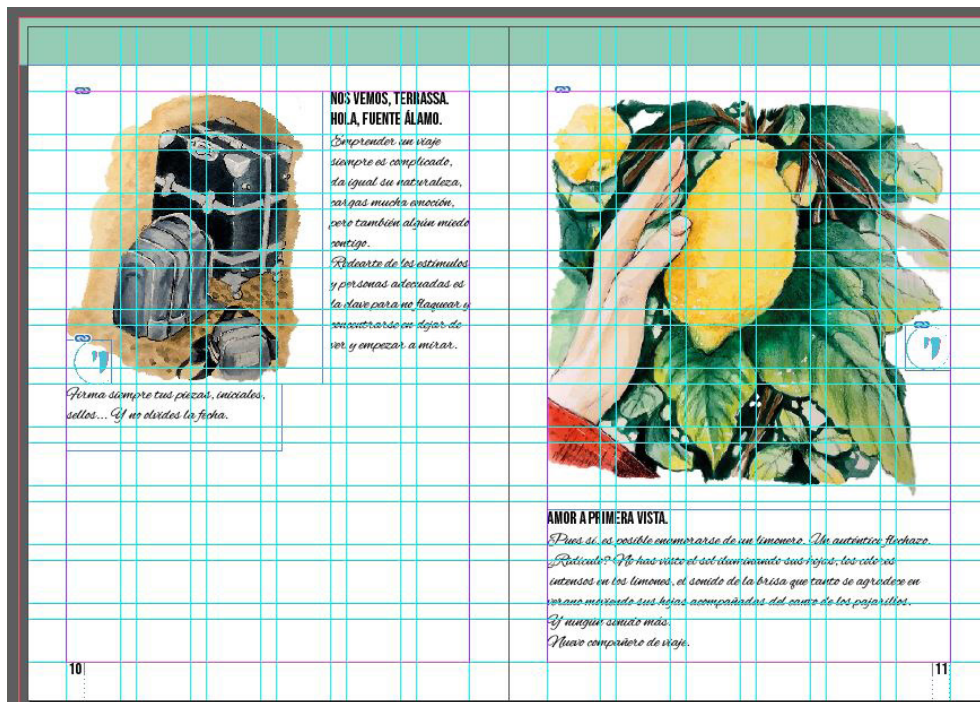 NOS VEMOS, TERRASSA.
HOLA, FUENTE ÁLAMO.
Emprender un viaje
siempre es complicado,
da igual su naturaleza,
cargas mucha emoción,
pero también algún miedo
contigo.
Rodearte de los estímulos
y personas adecuadas es
la clave para no flaquear y
concentrarse en dejar de
ver y empezar a mirar.
Firma siempre tus piezas, iniciales,
sellos... Y no olvides la fecha.
10
AMOR A PRIMERA VISTA.
Pues sí, es posible enamorarse de un limonero. Un auténtico flechazo.
¿Ridículo? No has visto el sol iluminando sus hojas, los colores
intensos en los limones, el sonido de la brisa que tanto se agradece en
verano moviendo sus hojas acompañadas del canto de los pajarillos.
Y ningún sonido más.
Nuevo compañero de viaje.
11